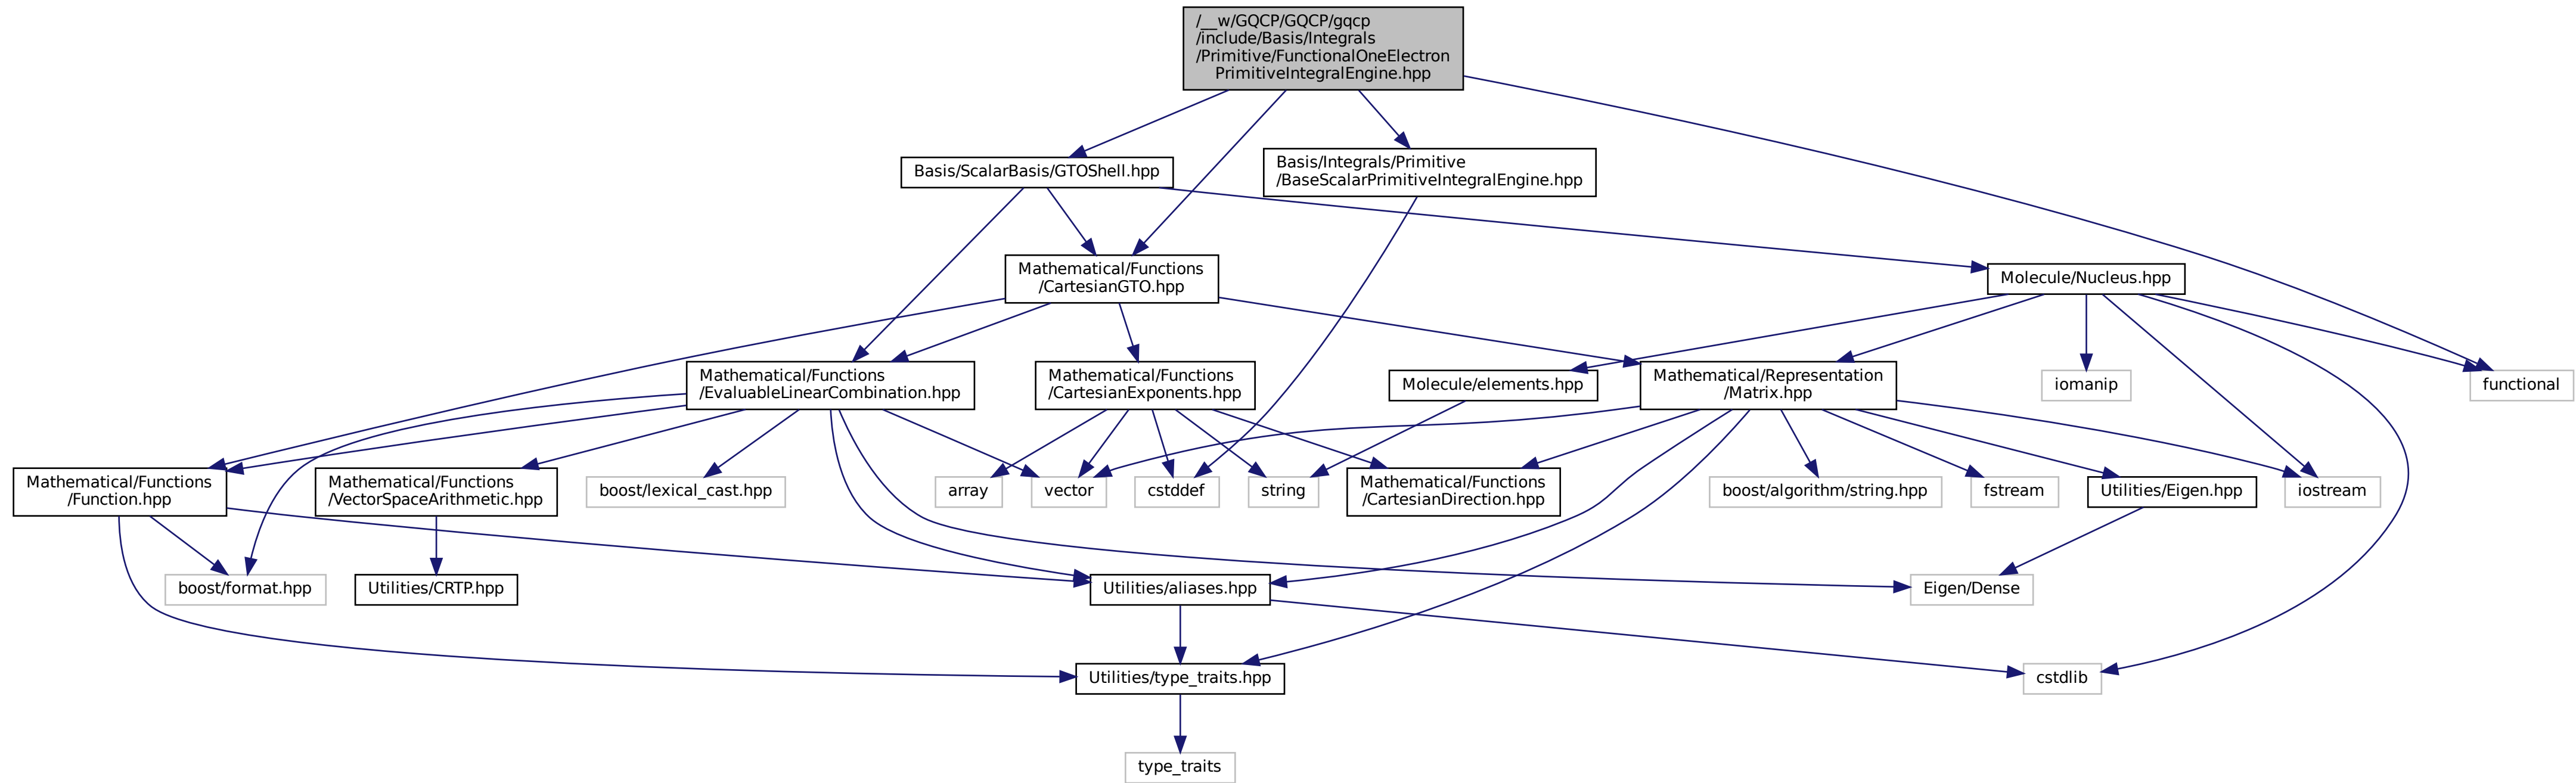 /__w/GQCP/GQCP/gqcp
/include/Basis/Integrals
/Primitive/FunctionalOneElectron
PrimitiveIntegralEngine.hpp
Basis/ScalarBasis/GTOShell.hpp
Basis/Integrals/Primitive
/BaseScalarPrimitiveIntegralEngine.hpp
Mathematical/Functions
/CartesianGTO.hpp
Molecule/Nucleus.hpp
Mathematical/Functions
/EvaluableLinearCombination.hpp
Mathematical/Functions
/CartesianExponents.hpp
Molecule/elements.hpp
Mathematical/Representation
/Matrix.hpp
iomanip
functional
Mathematical/Functions
/Function.hpp
Mathematical/Functions
/VectorSpaceArithmetic.hpp
boost/lexical_cast.hpp
array
vector
cstddef
string
Mathematical/Functions
/CartesianDirection.hpp
boost/algorithm/string.hpp
fstream
Utilities/Eigen.hpp
iostream
boost/format.hpp
Utilities/CRTP.hpp
Utilities/aliases.hpp
Eigen/Dense
Utilities/type_traits.hpp
cstdlib
type_traits